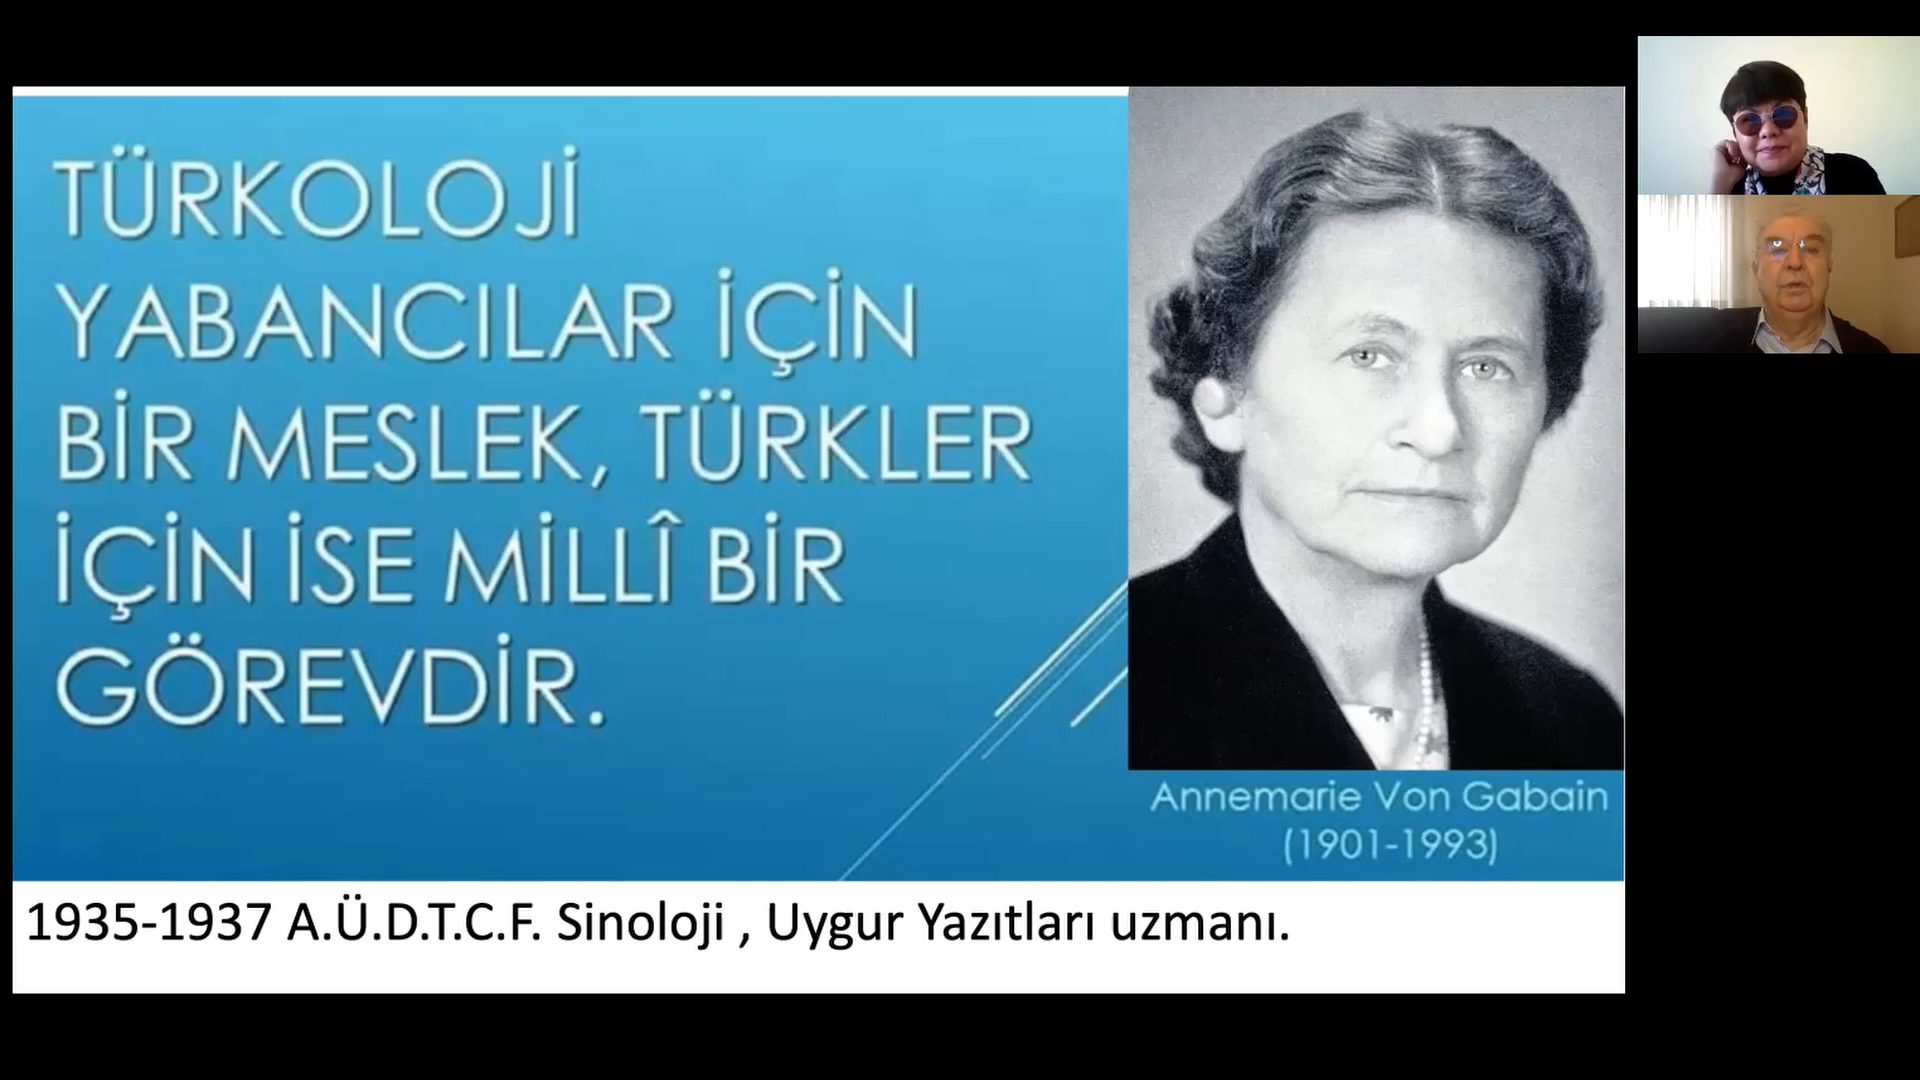 TÜRKOLOJİ
YABANCILAR İÇİN
BİR MESLEK, TÜRKLER
İÇİN İSE MİLLÎ BİR
GÖREVDİR.
Annemarie Von Gabain
(1901-1993)
1935-1937 A.Ü.D.T.C.F. Sinoloji , Uygur Yazıtları uzmanı.